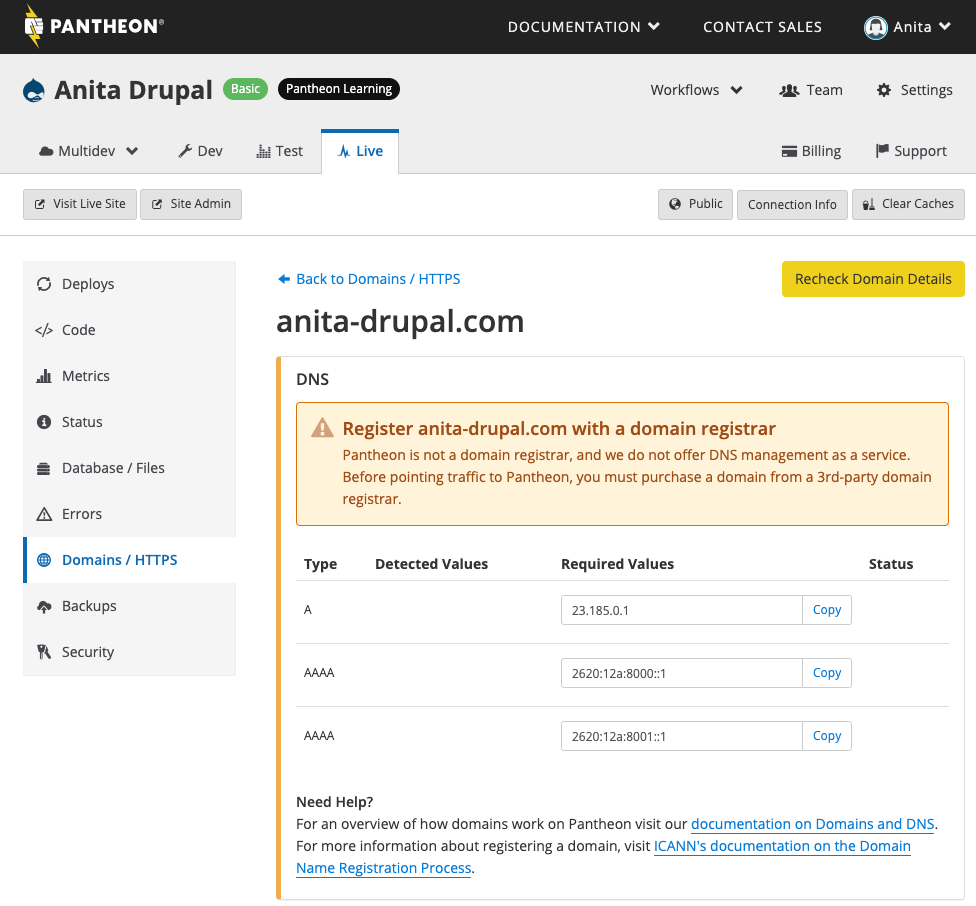 PANTHEON®
DOCUMENTATION
CONTACT SALES
Anita
Anita Drupal
Basic
Pantheon Learning
Workflows
Team
Settings
Multidev
Dev
Test
Live
Billing
Support
Visit Live Site
Site Admin
Public
Connection Info
Clear Caches
Deploys
Code
Metrics
Status
Database / Files
Errors
Domains / HTTPS
Backups
Security
Back to Domains / HTTPS
Recheck Domain Details
anita-drupal.com
DNS
Register anita-drupal.com with a domain registrar
Pantheon is not a domain registrar, and we do not offer DNS management as a service.
Before pointing traffic to Pantheon, you must purchase a domain from a 3rd-party domain
registrar.
Type Detected Values Required Values Status
A 23.185.0.1 Copy
AAAA 2620:12a:8000::1 Copy
AAAA 2620:12a:8001::1 Copy
Need Help?
For an overview of how domains work on Pantheon visit our documentation on Domains and DNS.
For more information about registering a domain, visit ICANN's documentation on the Domain
Name Registration Process.